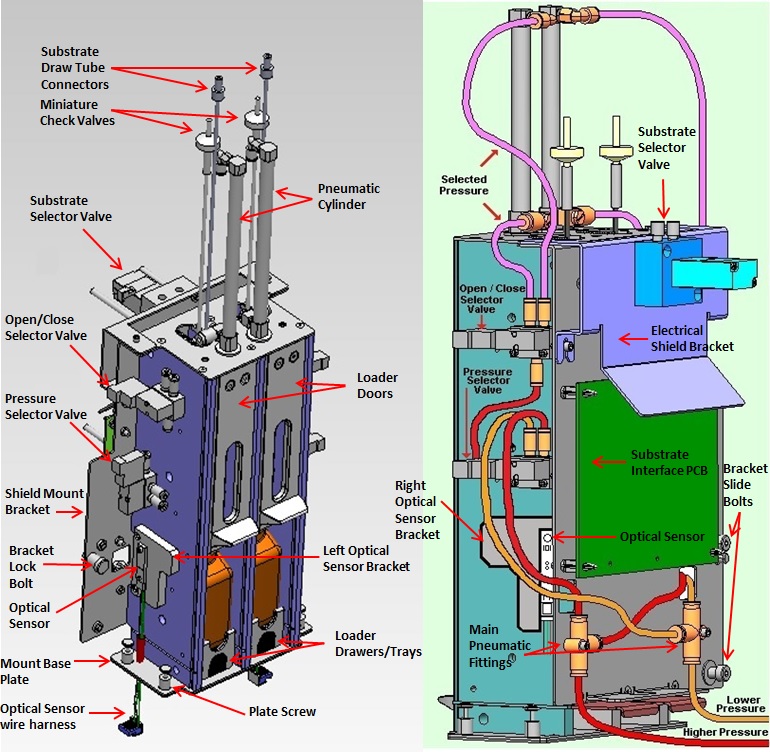 Substrate
Draw Tube
Connectors
Miniature
Check Valves
Pneumatic
Cylinder
Substrate
Selector Valve
Open/Close
Selector Valve
Loader
Doors
Pressure
Selector Valve
Shield Mount
Bracket
Bracket
Lock
Bolt
Left Optical
Sensor Bracket
Optical
Sensor
Loader
Drawers/Trays
Mount Base
Plate
Optical Sensor
wire harness
Plate Screw
Substrate
Selector
Valve
Selected
Pressure
Open / Close
Selector
Valve
Electrical
Shield Bracket
Pressure
Selector
Valve
Substrate
Interface PCB
Bracket
Slide
Bolts
Right
Optical
Sensor
Bracket
Optical Sensor
Main
Pneumatic
Fittings
Lower
Pressure
Higher Pressure